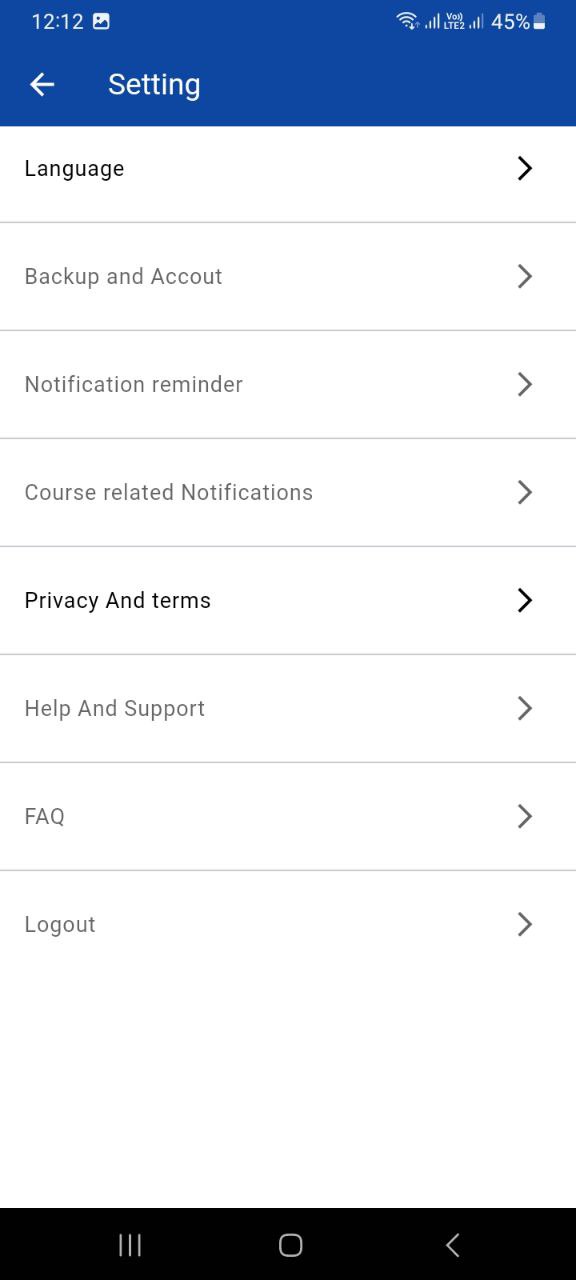 12:12
Vo))
LTE2
45%
Setting
Language
Backup and Accout
Notification reminder
Course related Notifications
Privacy And terms
Help And Support
FAQ
Logout